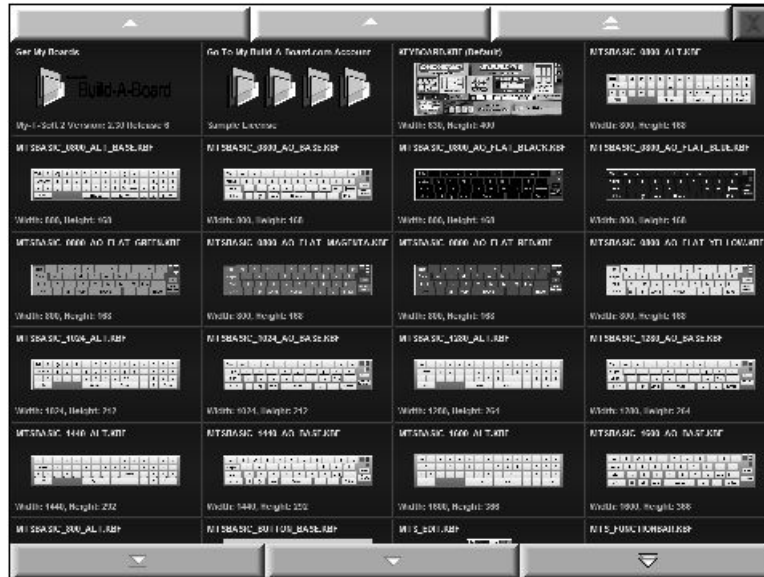 X
Get My Boards
Go To My Build-A-Board.com Account
KEYBOARD.KBF (Default)
MTSBASIC_0800_ALT.KBF
Build-A-Board
My-T-Soft 2 Version: 2.30 Release 6
Sample License
Width: 630, Height: 400
Width: 800, Height: 168
MTSBASIC_0800_ALT_BASE.KBF
MTSBASIC_0800_AO_BASE.KBF
MTSBASIC_0800_AO_FLAT_BLACK.KBF
MTSBASIC_0800_AO_FLAT_BLUE.KBF
Width: 800, Height: 168
Width: 800, Height: 168
Width: 800, Height: 168
Width: 800, Height: 168
MTSBASIC_0800_AO_FLAT_GREEN.KBF
MTSBASIC_0800_AO_FLAT_MAGENTA.KBF
MTSBASIC_0800_AO_FLAT_RED.KBF
MTSBASIC_0800_AO_FLAT_YELLOW.KBF
Width: 800, Height: 168
Width: 800, Height: 168
Width: 800, Height: 168
Width: 800, Height: 168
MTSBASIC_1024_ALT.KBF
MTSBASIC_1024_AO_BASE.KBF
MTSBASIC_1280_ALT.KBF
MTSBASIC_1280_AO_BASE.KBF
Width: 1024, Height: 212
Width: 1024, Height: 212
Width: 1280, Height: 264
Width: 1280, Height: 264
MTSBASIC_1440_ALT.KBF
MTSBASIC_1440_AO_BASE.KBF
MTSBASIC_1600_ALT.KBF
MTSBASIC_1600_AO_BASE.KBF
Width: 1440, Height: 292
Width: 1440, Height: 292
Width: 1600, Height: 366
Width: 1600, Height: 366
MTSBASIC_800_ALT.KBF
MTSBASIC_BUTTON_BASE.KBF
MTS_EDIT.KBF
MTS_FUNCTIONBAR.KBF